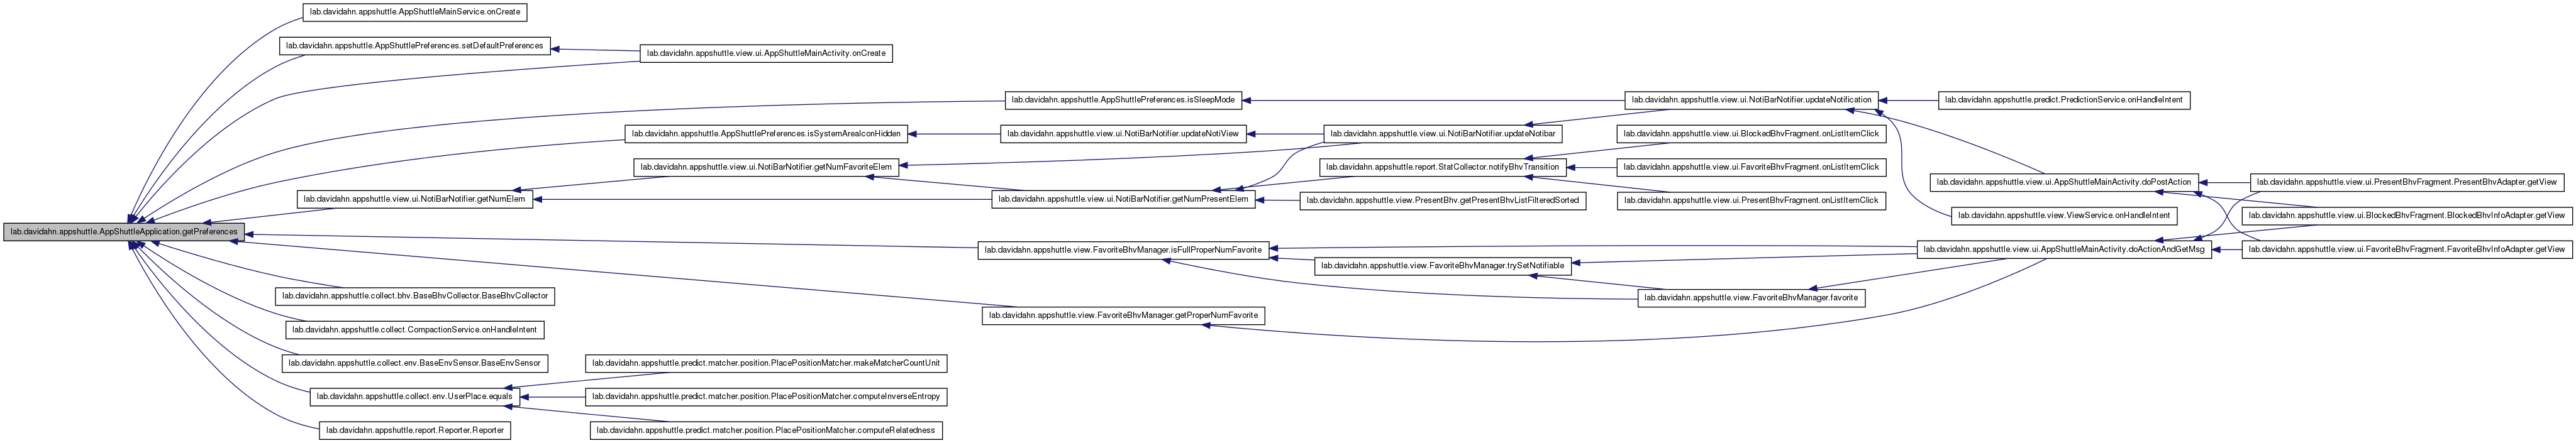 lab.davidahn.appshuttle.AppShuttleMainService.onCreate
lab.davidahn.appshuttle.AppShuttlePreferences.setDefaultPreferences
lab.davidahn.appshuttle.view.ui.AppShuttleMainActivity.onCreate
lab.davidahn.appshuttle.AppShuttlePreferences.isSleepMode
lab.davidahn.appshuttle.view.ui.NotiBarNotifier.updateNotification
lab.davidahn.appshuttle.predict.PredictionService.onHandleIntent
lab.davidahn.appshuttle.AppShuttlePreferences.isSystemAreaIconHidden
lab.davidahn.appshuttle.view.ui.NotiBarNotifier.updateNotiView
lab.davidahn.appshuttle.view.ui.NotiBarNotifier.updateNotibar
lab.davidahn.appshuttle.view.ui.BlockedBhvFragment.onListItemClick
lab.davidahn.appshuttle.view.ui.NotiBarNotifier.getNumFavoriteElem
lab.davidahn.appshuttle.report.StatCollector.notifyBhvTransition
lab.davidahn.appshuttle.view.ui.FavoriteBhvFragment.onListItemClick
lab.davidahn.appshuttle.view.ui.AppShuttleMainActivity.doPostAction
lab.davidahn.appshuttle.view.ui.PresentBhvFragment.PresentBhvAdapter.getView
lab.davidahn.appshuttle.view.ui.NotiBarNotifier.getNumElem
lab.davidahn.appshuttle.view.ui.NotiBarNotifier.getNumPresentElem
lab.davidahn.appshuttle.view.PresentBhv.getPresentBhvListFilteredSorted
lab.davidahn.appshuttle.view.ui.PresentBhvFragment.onListItemClick
lab.davidahn.appshuttle.view.ViewService.onHandleIntent
lab.davidahn.appshuttle.view.ui.BlockedBhvFragment.BlockedBhvInfoAdapter.getView
lab.davidahn.appshuttle.AppShuttleApplication.getPreferences
lab.davidahn.appshuttle.view.FavoriteBhvManager.isFullProperNumFavorite
lab.davidahn.appshuttle.view.ui.AppShuttleMainActivity.doActionAndGetMsg
lab.davidahn.appshuttle.view.ui.FavoriteBhvFragment.FavoriteBhvInfoAdapter.getView
lab.davidahn.appshuttle.view.FavoriteBhvManager.trySetNotifiable
lab.davidahn.appshuttle.collect.bhv.BaseBhvCollector.BaseBhvCollector
lab.davidahn.appshuttle.view.FavoriteBhvManager.favorite
lab.davidahn.appshuttle.view.FavoriteBhvManager.getProperNumFavorite
lab.davidahn.appshuttle.collect.CompactionService.onHandleIntent
lab.davidahn.appshuttle.collect.env.BaseEnvSensor.BaseEnvSensor
lab.davidahn.appshuttle.predict.matcher.position.PlacePositionMatcher.makeMatcherCountUnit
lab.davidahn.appshuttle.collect.env.UserPlace.equals
lab.davidahn.appshuttle.predict.matcher.position.PlacePositionMatcher.computeInverseEntropy
lab.davidahn.appshuttle.report.Reporter.Reporter
lab.davidahn.appshuttle.predict.matcher.position.PlacePositionMatcher.computeRelatedness